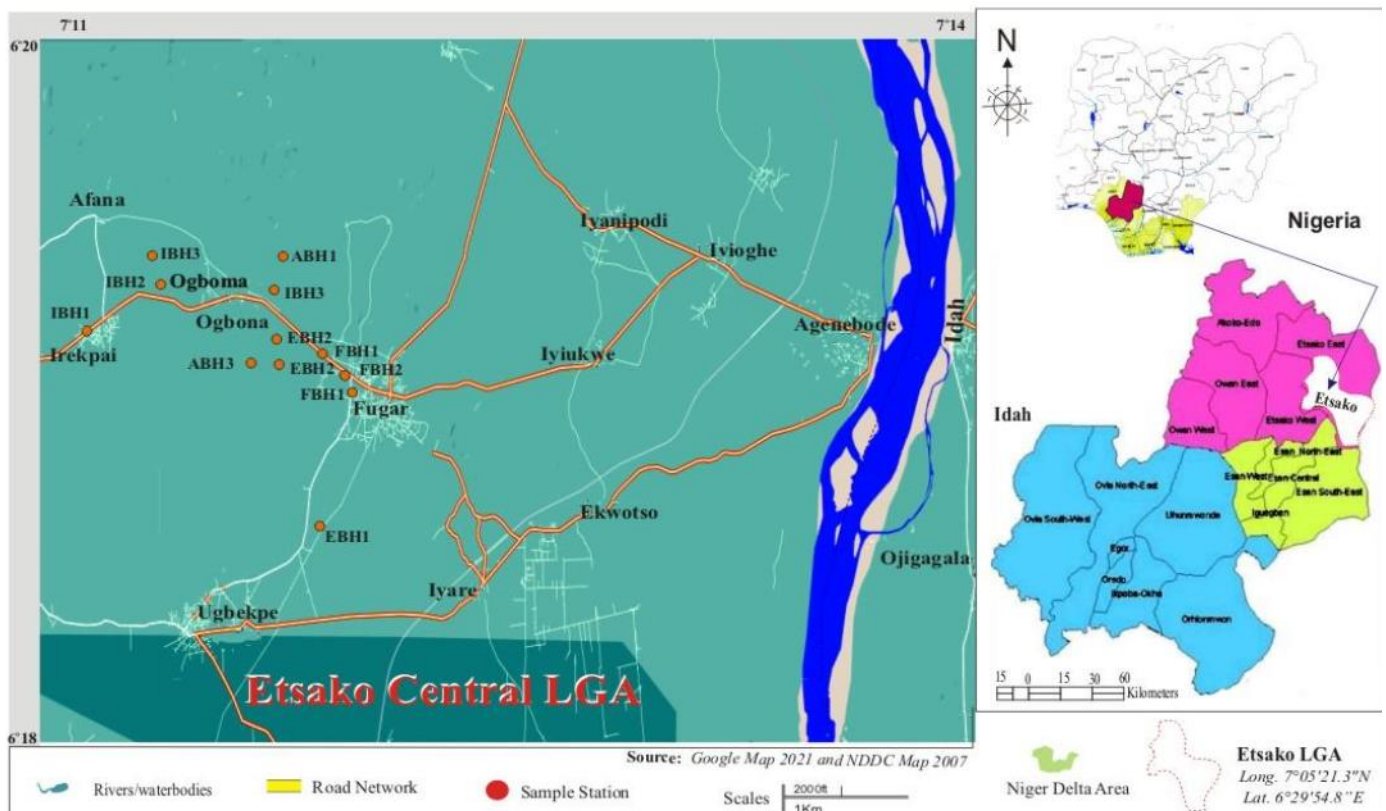 7°11
7°14
6°20
Afana
IBH3
ABH1
IBH2
Ogboma
IBH3
IBH1
Ogbona
EBH2
FBH1
Irekpai
ABH3
EBH2
FBH2
FBH1
Fugar
Iyanipodi
Ivioghe
Agenebode
Idah
Iyiukwe
EBH1
Ekwotso
Ojigagala
Iyare
Ugbekpe
Etsako Central LGA
6°18
N
Nigeria
Akoko-Edo
Etsako East
Owan East
Etsako
Idah
Owan West
Etsako West
Esan North-East
Ovia North-East
Esan-West
Esan-Central
Esan South-East
Ovia South-West
Uhunmwonde
Iguegben
Egor
Oredo
Ikpoba-Okha
Orhionmwon
15 0 15 30 60
Kilometers
Source: Google Map 2021 and NDDC Map 2007
Rivers/waterbodies
Road Network
Sample Station
Scales
2000ft
1Km
Niger Delta Area
Etsako LGA
Long. 7°05'21.3"N
Lat. 6°29'54.8"E